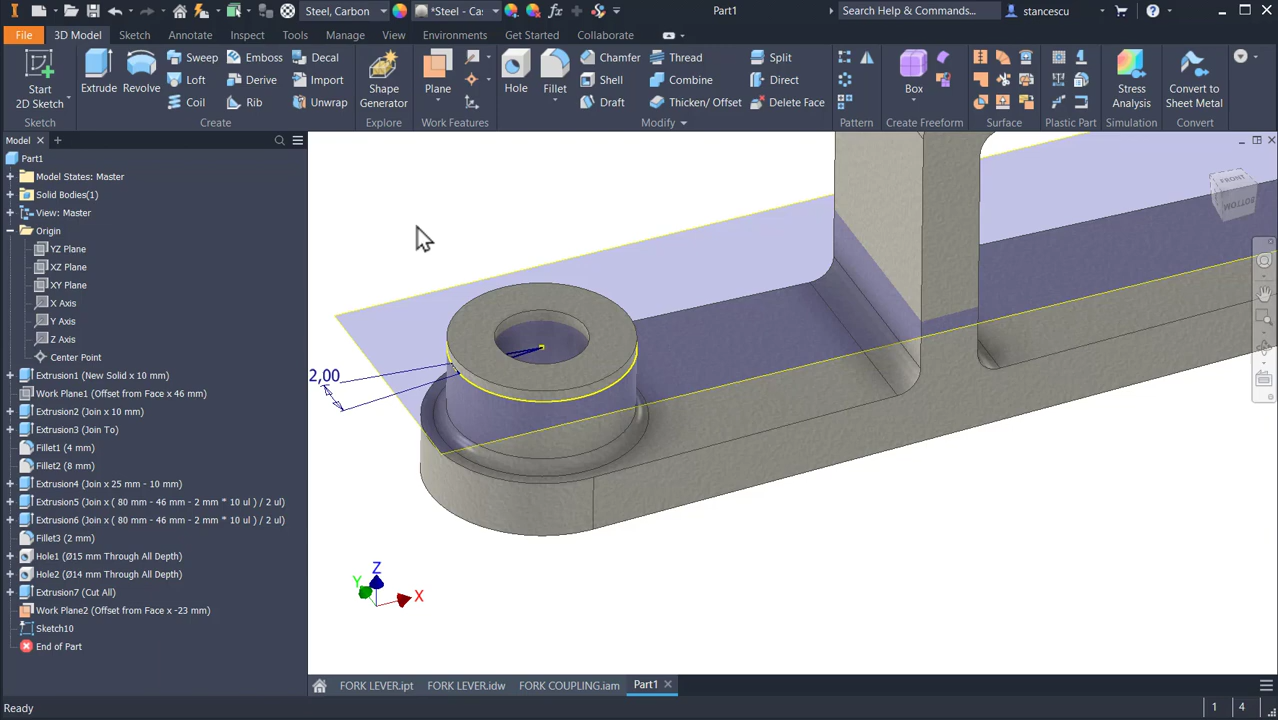 Steel, Carbon
*Steel - Cas
fx
Part1
Search Help & Commands...
stancescu
File
3D Model
Sketch
Annotate
Inspect
Tools
Manage
View
Environments
Get Started
Collaborate
Start
2D Sketch
Extrude
Revolve
Sweep
Loft
Coil
Emboss
Derive
Rib
Decal
Import
Unwrap
Shape
Generator
Plane
Hole
Fillet
Chamfer
Shell
Draft
Thread
Combine
Thicken/ Offset
Split
Direct
Delete Face
Box
Stress
Analysis
Convert to
Sheet Metal
Sketch
Create
Explore
Work Features
Modify
Pattern
Create Freeform
Surface
Plastic Part
Simulation
Convert
Model
Part1
Model States: Master
Solid Bodies(1)
View: Master
Origin
YZ Plane
XZ Plane
XY Plane
X Axis
Y Axis
Z Axis
Center Point
Extrusion1 (New Solid x 10 mm)
Work Plane1 (Offset from Face x 46 mm)
Extrusion2 (Join x 10 mm)
Extrusion3 (Join To)
Fillet1 (4 mm)
Fillet2 (8 mm)
Extrusion4 (Join x 25 mm - 10 mm)
Extrusion5 (Join x ( 80 mm - 46 mm - 2 mm * 10 ul ) / 2 ul)
Extrusion6 (Join x ( 80 mm - 46 mm - 2 mm * 10 ul ) / 2 ul)
Fillet3 (2 mm)
Hole1 (Ø15 mm Through All Depth)
Hole2 (Ø14 mm Through All Depth)
Extrusion7 (Cut All)
Work Plane2 (Offset from Face x -23 mm)
Sketch10
End of Part
FRONT
BOTTOM
2,00
Z
Y
X
FORK LEVER.ipt
FORK LEVER.idw
FORK COUPLING.iam
Part1
Ready
1
4